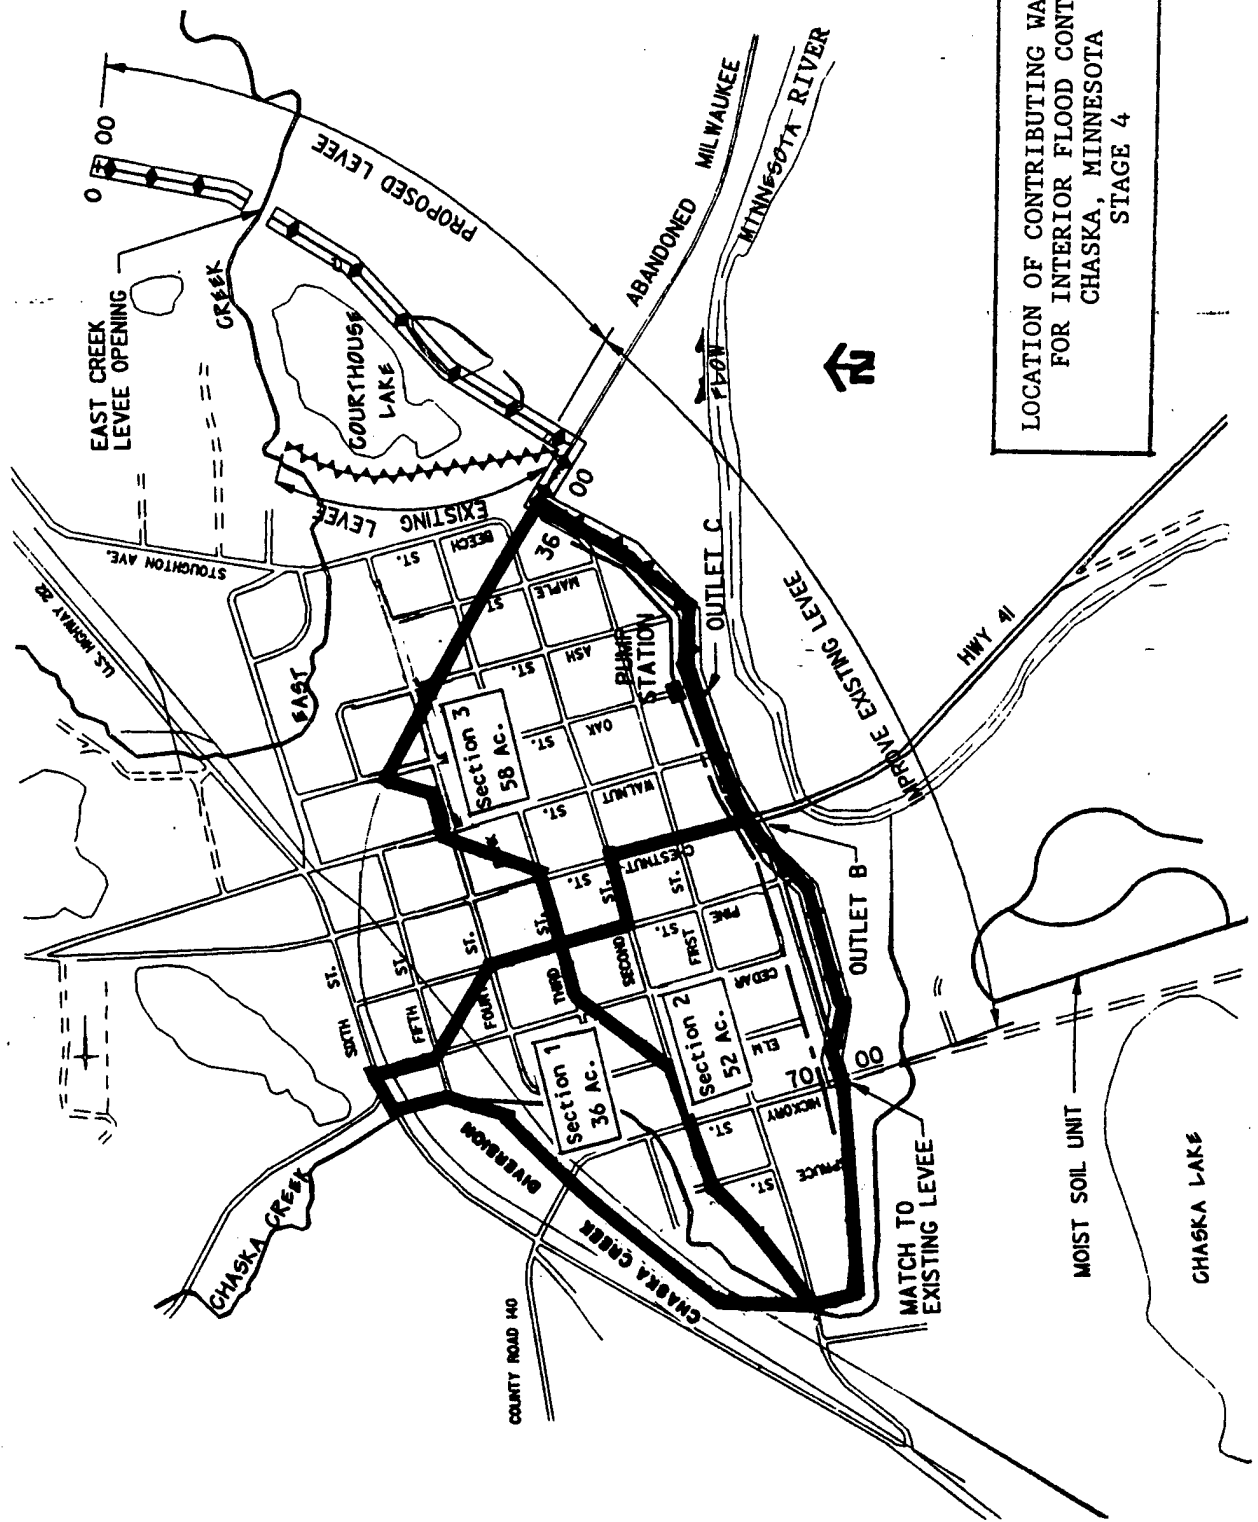 0 + 00
EAST CREEK
LEVEE OPENING
CREEK
PROPOSED LEVEE
COURTHOUSE
LAKE
EXISTING
LEVEE
ABANDONED MILWAUKEE
MINNESOTA RIVER
FLOW
N
LOCATION OF CONTRIBUTING WA
FOR INTERIOR FLOOD CONT
CHASKA, MINNESOTA
STAGE 4
STOUGHTON AVE.
U.S. HIGHWAY 212
EAST
36
00
BEECH
ST.
MAPLE
ST.
ASH
ST.
OAK
ST.
WALNUT
ST.
CHESTNUT
ST.
PINE
CEDAR
ELM
HICKORY
ST.
SPRUCE
ST.
PUMP
STATION
OUTLET C
IMPROVE EXISTING LEVEE
HWY 41
Section 3
58 Ac.
SIXTH
ST.
FIFTH
ST.
FOURTH
ST.
THIRD
ST.
SECOND
ST.
FIRST
ST.
Section 1
36 Ac.
Section 2
52 Ac.
OUTLET B
70
00
CHASKA CREEK
CHASKA CREEK
DIVERSION
COUNTY ROAD 140
MATCH TO
EXISTING LEVEE
MOIST SOIL UNIT
CHASKA LAKE